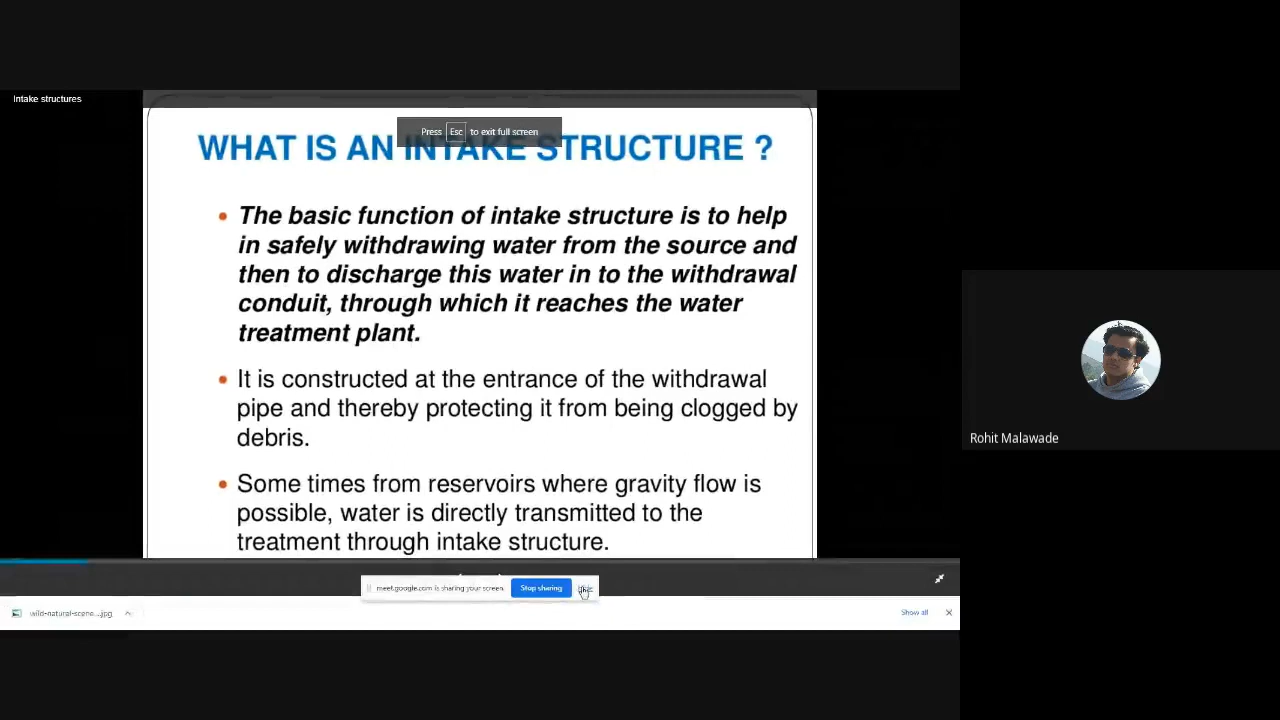 Intake structures
Press Esc to exit full screen
WHAT IS AN INTAKE STRUCTURE ?
• The basic function of intake structure is to help
in safely withdrawing water from the source and
then to discharge this water in to the withdrawal
conduit, through which it reaches the water
treatment plant.
• It is constructed at the entrance of the withdrawal
pipe and thereby protecting it from being clogged by
debris.
• Some times from reservoirs where gravity flow is
possible, water is directly transmitted to the
treatment through intake structure.
Rohit Malawade
meet.google.com is sharing your screen. Stop sharing
wild-natural-scene....jpg
Show all